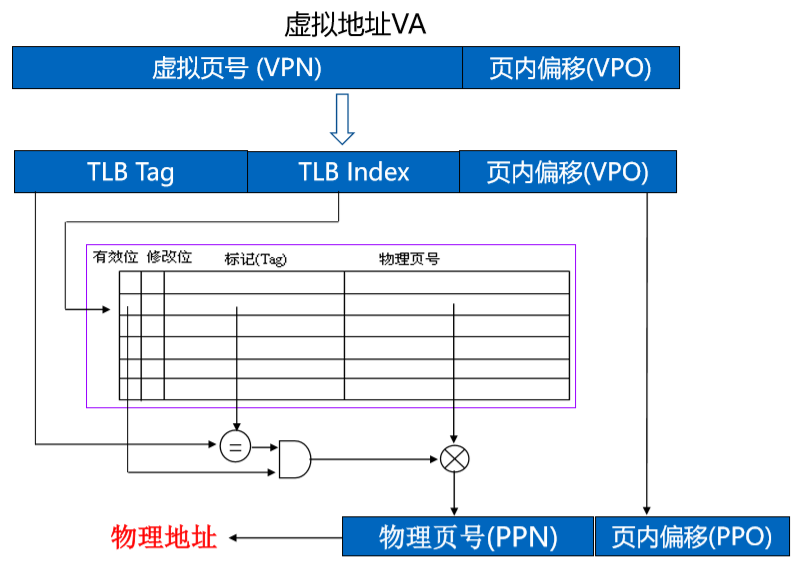 虚拟地址VA
虚拟页号 (VPN) 页内偏移(VPO)
TLB Tag TLB Index 页内偏移(VPO)
有效位 修改位 标记(Tag) 物理页号
=
物理地址 物理页号(PPN) 页内偏移(PPO)